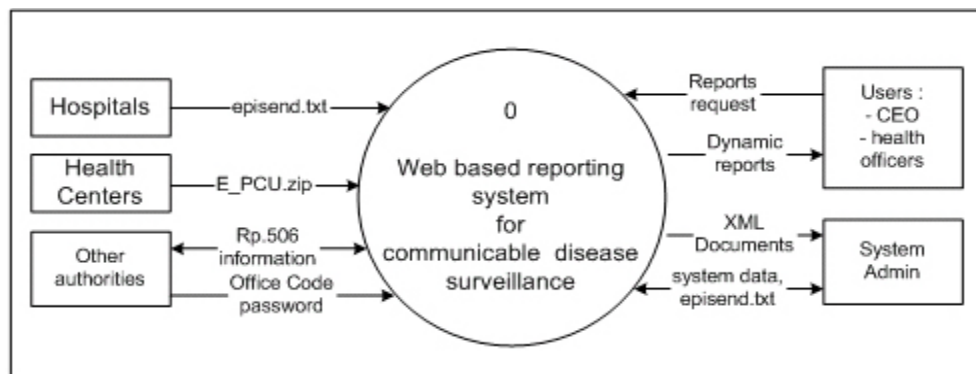 Hospitals
episend.txt
Health
Centers
E_PCU.zip
Other
authorities
Rp.506
information
Office Code
password
0
Web based reporting
system
for
communicable disease
surveillance
Reports
request
Dynamic
reports
Users :
- CEO
- health
officers
XML
Documents
system data,
episend.txt
System
Admin